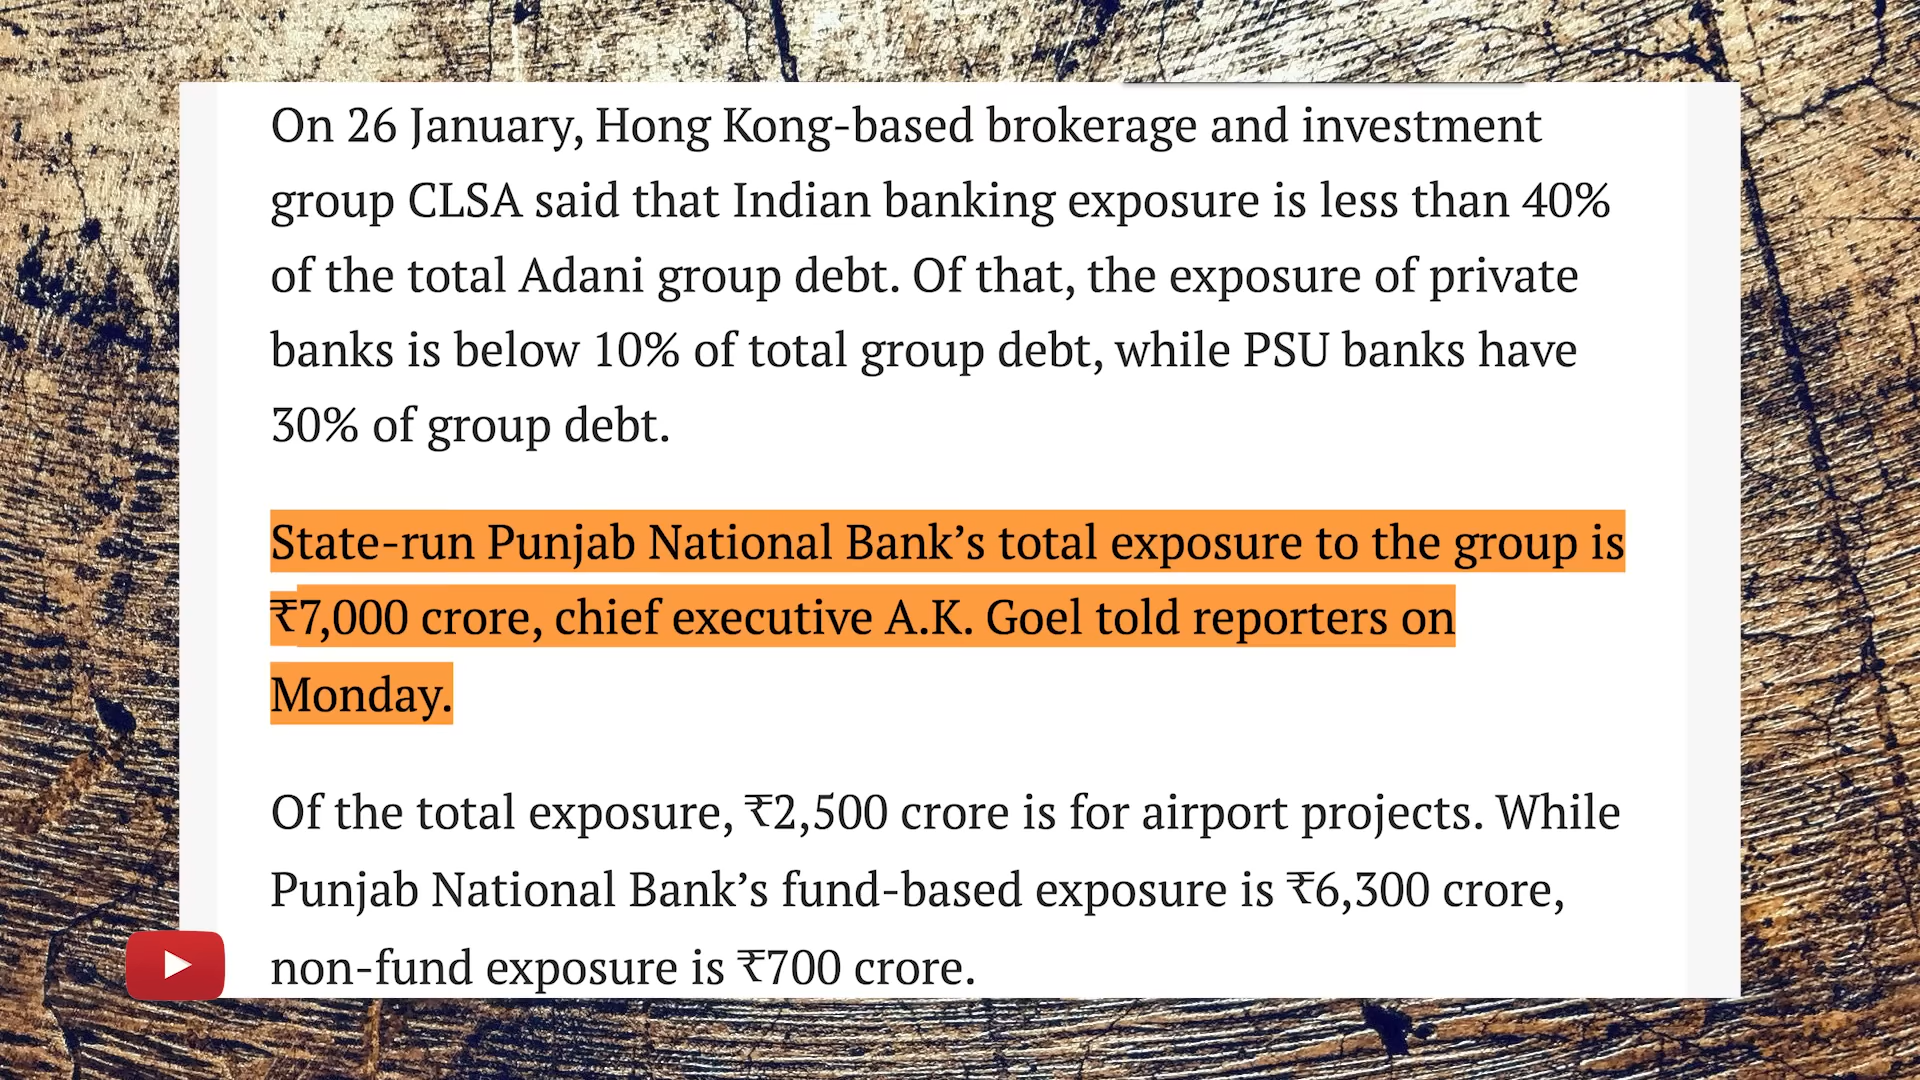 On 26 January, Hong Kong-based brokerage and investment
group CLSA said that Indian banking exposure is less than 40%
of the total Adani group debt. Of that, the exposure of private
banks is below 10% of total group debt, while PSU banks have
30% of group debt.
State-run Punjab National Bank’s total exposure to the group is
₹7,000 crore, chief executive A.K. Goel told reporters on
Monday.
Of the total exposure, ₹2,500 crore is for airport projects. While
Punjab National Bank’s fund-based exposure is ₹6,300 crore,
non-fund exposure is ₹700 crore.